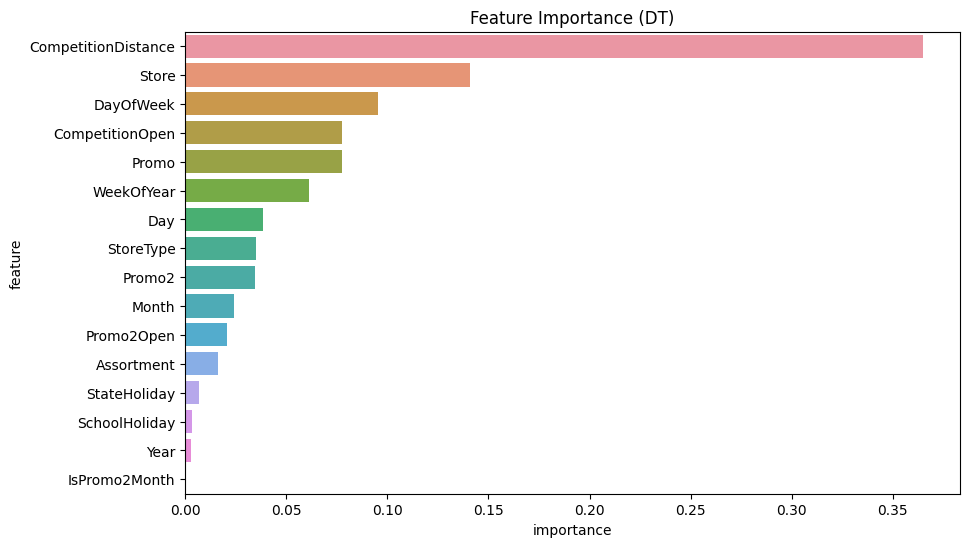 Feature Importance (DT)
CompetitionDistance
Store
DayOfWeek
CompetitionOpen
Promo
WeekOfYear
Day
StoreType
Promo2
Month
Promo2Open
Assortment
StateHoliday
SchoolHoliday
Year
IsPromo2Month
feature
0.00 0.05 0.10 0.15 0.20 0.25 0.30 0.35
importance